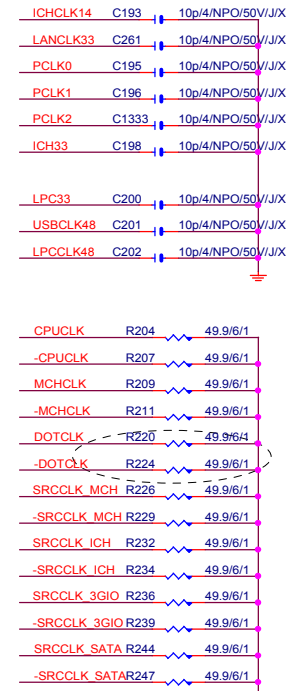 ICHCLK14 C193 10p/4/NPO/50V/J/X
LANCLK33 C261 10p/4/NPO/50V/J/X
PCLK0 C195 10p/4/NPO/50V/J/X
PCLK1 C196 10p/4/NPO/50V/J/X
PCLK2 C1333 10p/4/NPO/50V/J/X
ICH33 C198 10p/4/NPO/50V/J/X
LPC33 C200 10p/4/NPO/50V/J/X
USBCLK48 C201 10p/4/NPO/50V/J/X
LPCCLK48 C202 10p/4/NPO/50V/J/X
CPUCLK R204 49.9/6/1
-CPUCLK R207 49.9/6/1
MCHCLK R209 49.9/6/1
-MCHCLK R211 49.9/6/1
DOTCLK R220 49.9/6/1
-DOTCLK R224 49.9/6/1
SRCCLK_MCH R226 49.9/6/1
-SRCCLK_MCH R229 49.9/6/1
SRCCLK_ICH R232 49.9/6/1
-SRCCLK_ICH R234 49.9/6/1
SRCCLK_3GIO R236 49.9/6/1
-SRCCLK_3GIO R239 49.9/6/1
SRCCLK_SATA R244 49.9/6/1
-SRCCLK_SATA R247 49.9/6/1